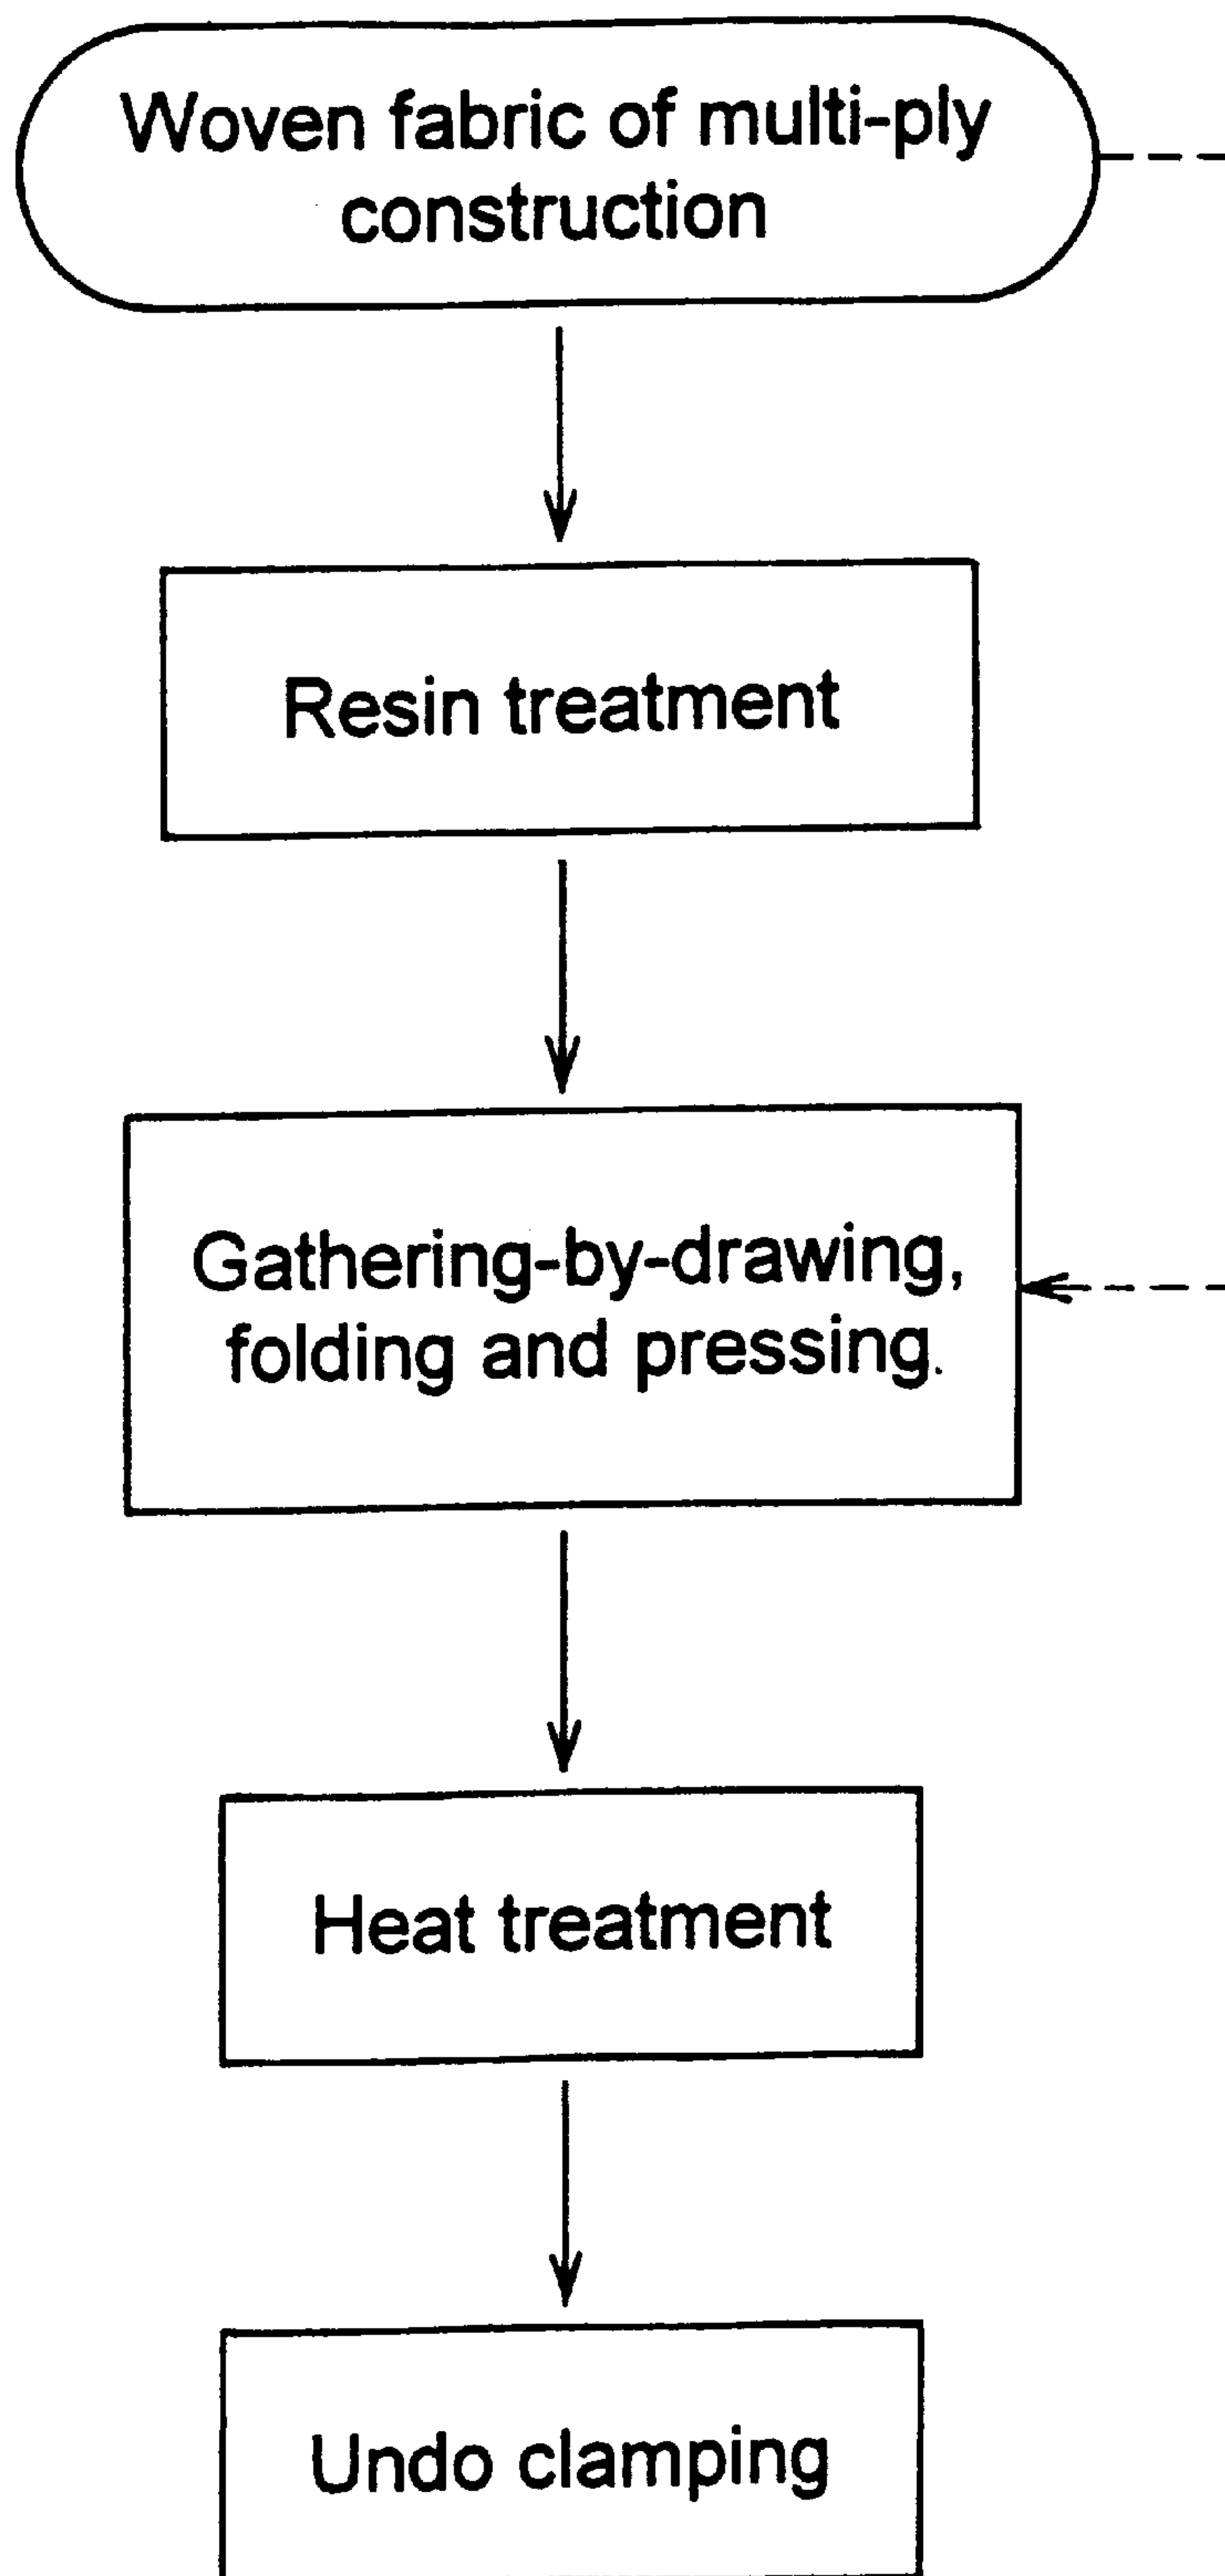 Woven fabric of multi-ply
construction
Resin treatment
Gathering-by-drawing,
folding and pressing.
Heat treatment
Undo clamping